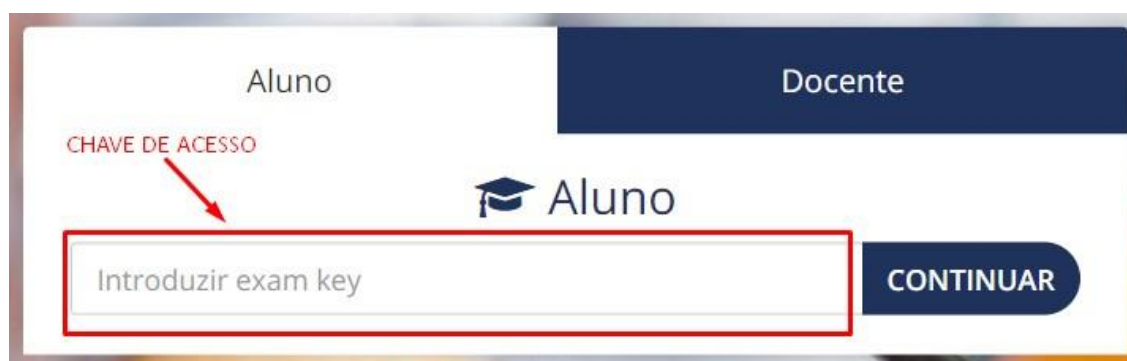 Aluno
Docente
CHAVE DE ACESSO
Aluno
Introduzir exam key
CONTINUAR